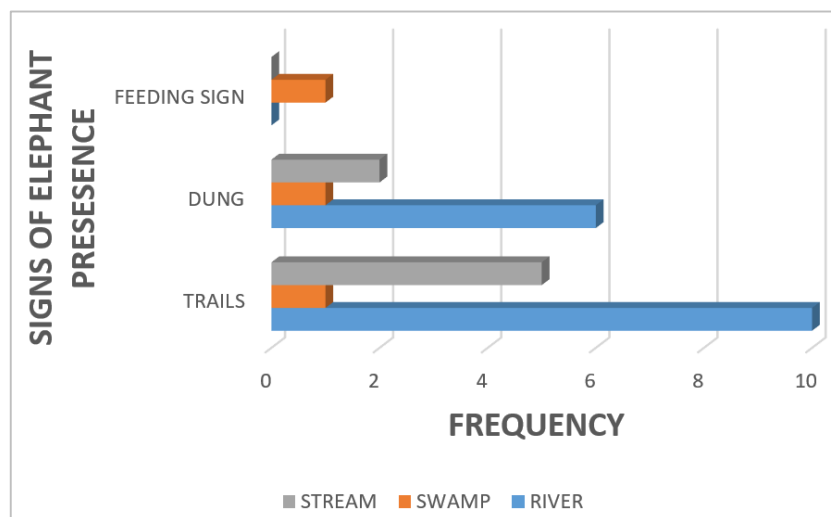 SIGNS OF ELEPHANT
PRESESENCE
FEEDING SIGN
DUNG
TRAILS
0 2 4 6 8 10
FREQUENCY
STREAM SWAMP RIVER